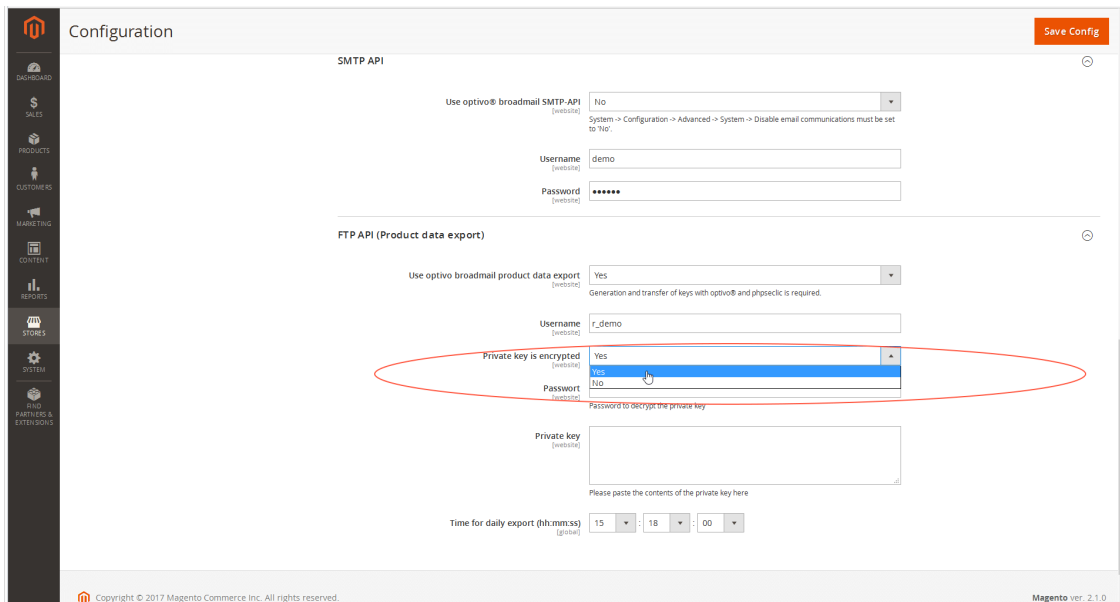 Configuration
Save Config
DASHBOARD
$
SALES
PRODUCTS
CUSTOMERS
MARKETING
CONTENT
REPORTS
STORES
SYSTEM
FIND
PARTNERS &
EXTENSIONS
SMTP API
Use optivo® broadmail SMTP-API
[website]
No
System -> Configuration -> Advanced -> System -> Disable email communications must be set
to 'No'.
Username
[website]
demo
Password
[website]
••••••
FTP API (Product data export)
Use optivo broadmail product data export
[website]
Yes
Generation and transfer of keys with optivo® and phpseclic is required.
Username
[website]
r_demo
Private key is encrypted
[website]
Yes
Yes
No
Passwort
[website]
Password to decrypt the private key
Private key
[website]
Please paste the contents of the private key here
Time for daily export (hh:mm:ss)
[global]
15 : 18 : 00
Copyright © 2017 Magento Commerce Inc. All rights reserved.
Magento ver. 2.1.0